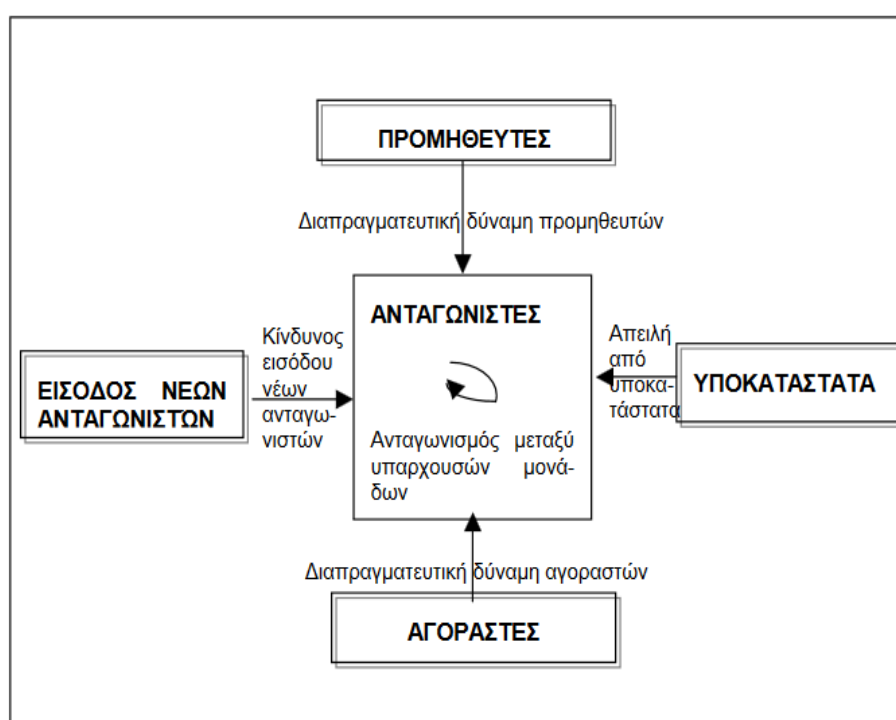 ΠΡΟΜΗΘΕΥΤΕΣ
Διαπραγματευτική δύναμη προμηθευτών
ΑΝΤΑΓΩΝΙΣΤΕΣ
Ανταγωνισμός μεταξύ
υπαρχουσών μονά-
δων
Κίνδυνος
εισόδου
νέων
ανταγω-
νιστών
ΕΙΣΟΔΟΣ ΝΕΩΝ
ΑΝΤΑΓΩΝΙΣΤΩΝ
Απειλή
από
υποκα-
τάστατα
ΥΠΟΚΑΤΑΣΤΑΤΑ
Διαπραγματευτική δύναμη αγοραστών
ΑΓΟΡΑΣΤΕΣ